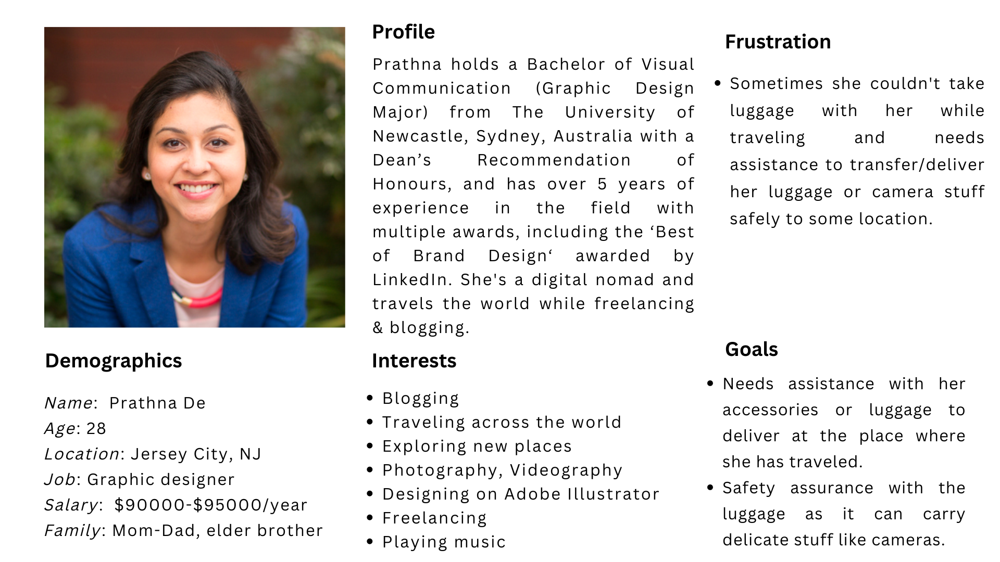 Profile
Prathna holds a Bachelor of Visual
Communication (Graphic Design
Major) from The University of
Newcastle, Sydney, Australia with a
Dean’s Recommendation of
Honours, and has over 5 years of
experience in the field with
multiple awards, including the ‘Best
of Brand Design‘ awarded by
LinkedIn. She's a digital nomad and
travels the world while freelancing
& blogging.
Frustration
• Sometimes she couldn't take
luggage with her while
traveling and needs
assistance to transfer/deliver
her luggage or camera stuff
safely to some location.
Demographics
Name: Prathna De
Age: 28
Location: Jersey City, NJ
Job: Graphic designer
Salary: $90000-$95000/year
Family: Mom-Dad, elder brother
Interests
• Blogging
• Traveling across the world
• Exploring new places
• Photography, Videography
• Designing on Adobe Illustrator
• Freelancing
• Playing music
Goals
• Needs assistance with her
accessories or luggage to
deliver at the place where
she has traveled.
• Safety assurance with the
luggage as it can carry
delicate stuff like cameras.